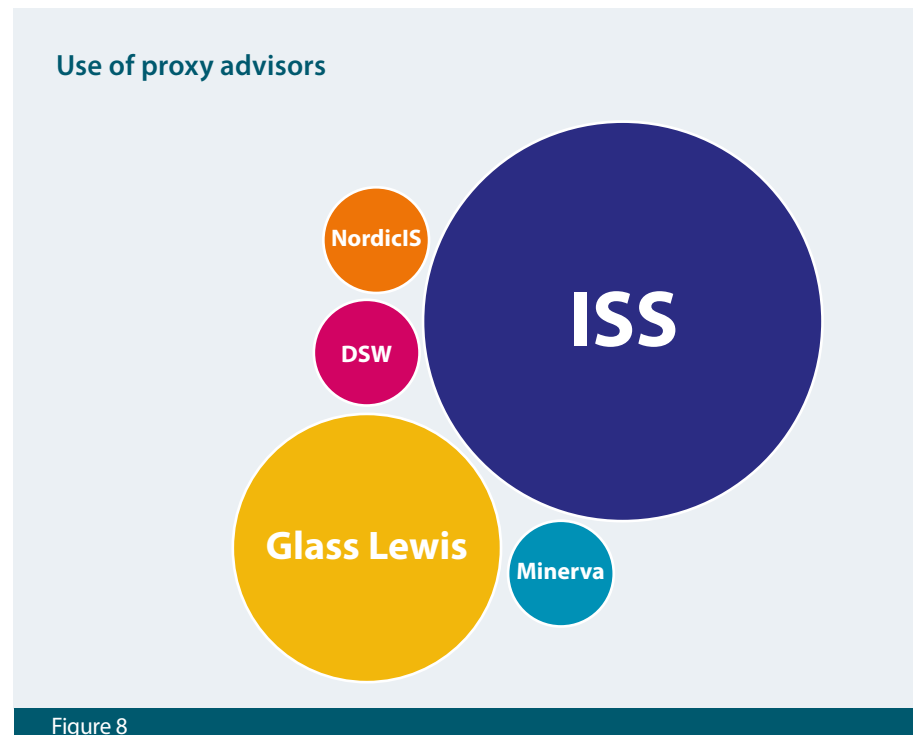 Use of proxy advisors
NordicIS
ISS
DSW
Glass Lewis
Minerva
Figure 8